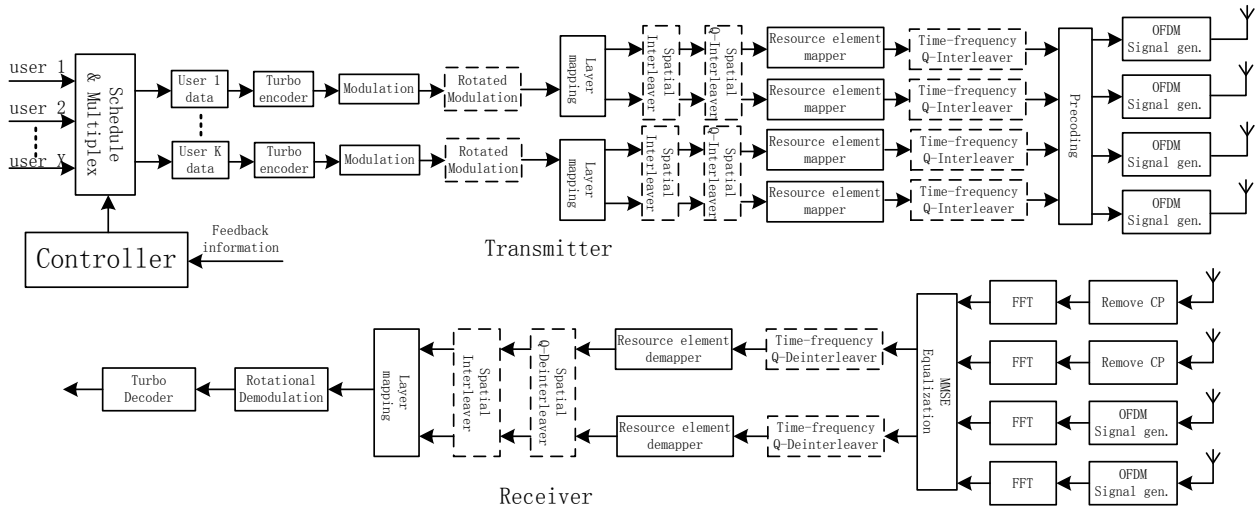 user 1
user 2
user X
Schedule
& Multiplex
User 1
data
User K
data
Turbo
encoder
Turbo
encoder
Modulation
Modulation
Rotated
Modulation
Rotated
Modulation
Layer
mapping
Layer
mapping
Spatial
Interleaver
Spatial
Interleaver
Spatial
Q-Interleaver
Spatial
Q-Interleaver
Resource element
mapper
Resource element
mapper
Resource element
mapper
Resource element
mapper
Time-frequency
Q-Interleaver
Time-frequency
Q-Interleaver
Time-frequency
Q-Interleaver
Time-frequency
Q-Interleaver
Precoding
OFDM
Signal gen.
OFDM
Signal gen.
OFDM
Signal gen.
OFDM
Signal gen.
Controller
Feedback
information
Transmitter
Turbo
Decoder
Rotational
Demodulation
Layer
mapping
Spatial
Interleaver
Spatial
Q-Deinterleaver
Resource element
demapper
Resource element
demapper
Time-frequency
Q-Deinterleaver
Time-frequency
Q-Deinterleaver
MMSE
Equalization
FFT
FFT
FFT
FFT
Remove CP
Remove CP
OFDM
Signal gen.
OFDM
Signal gen.
Receiver